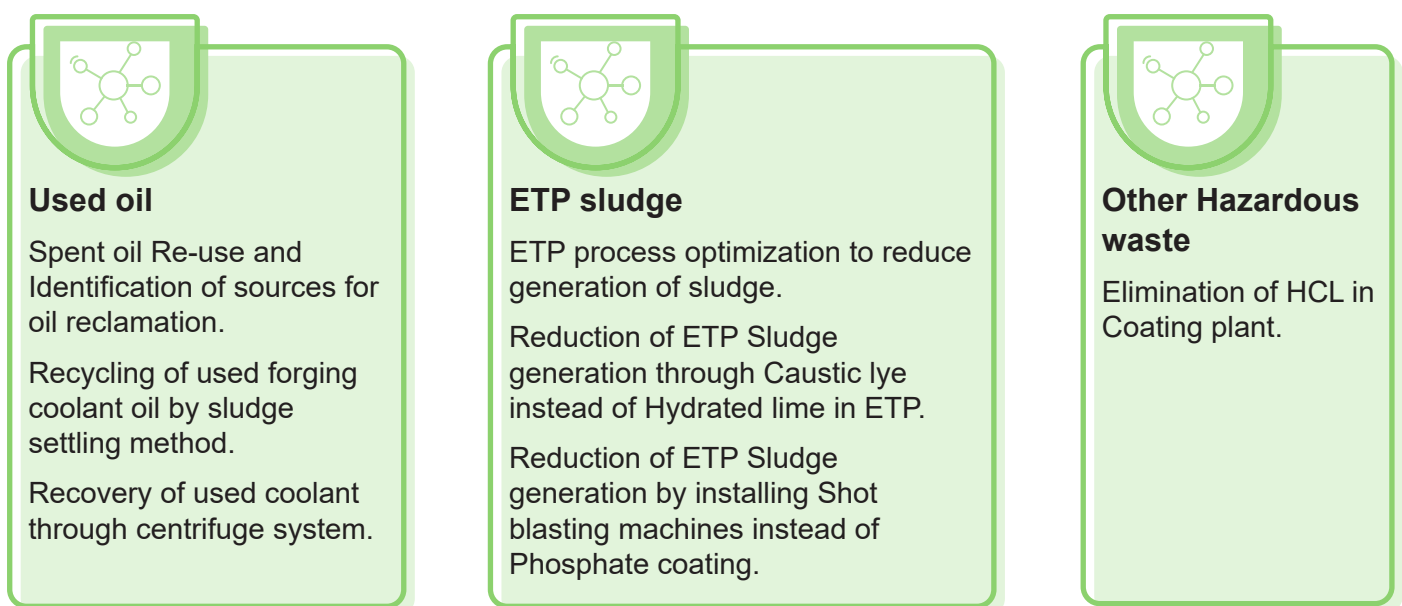 Used oil
Spent oil Re-use and
Identification of sources for
oil reclamation.
Recycling of used forging
coolant oil by sludge
settling method.
Recovery of used coolant
through centrifuge system.
ETP sludge
ETP process optimization to reduce
generation of sludge.
Reduction of ETP Sludge
generation through Caustic lye
instead of Hydrated lime in ETP.
Reduction of ETP Sludge
generation by installing Shot
blasting machines instead of
Phosphate coating.
Other Hazardous
waste
Elimination of HCL in
Coating plant.